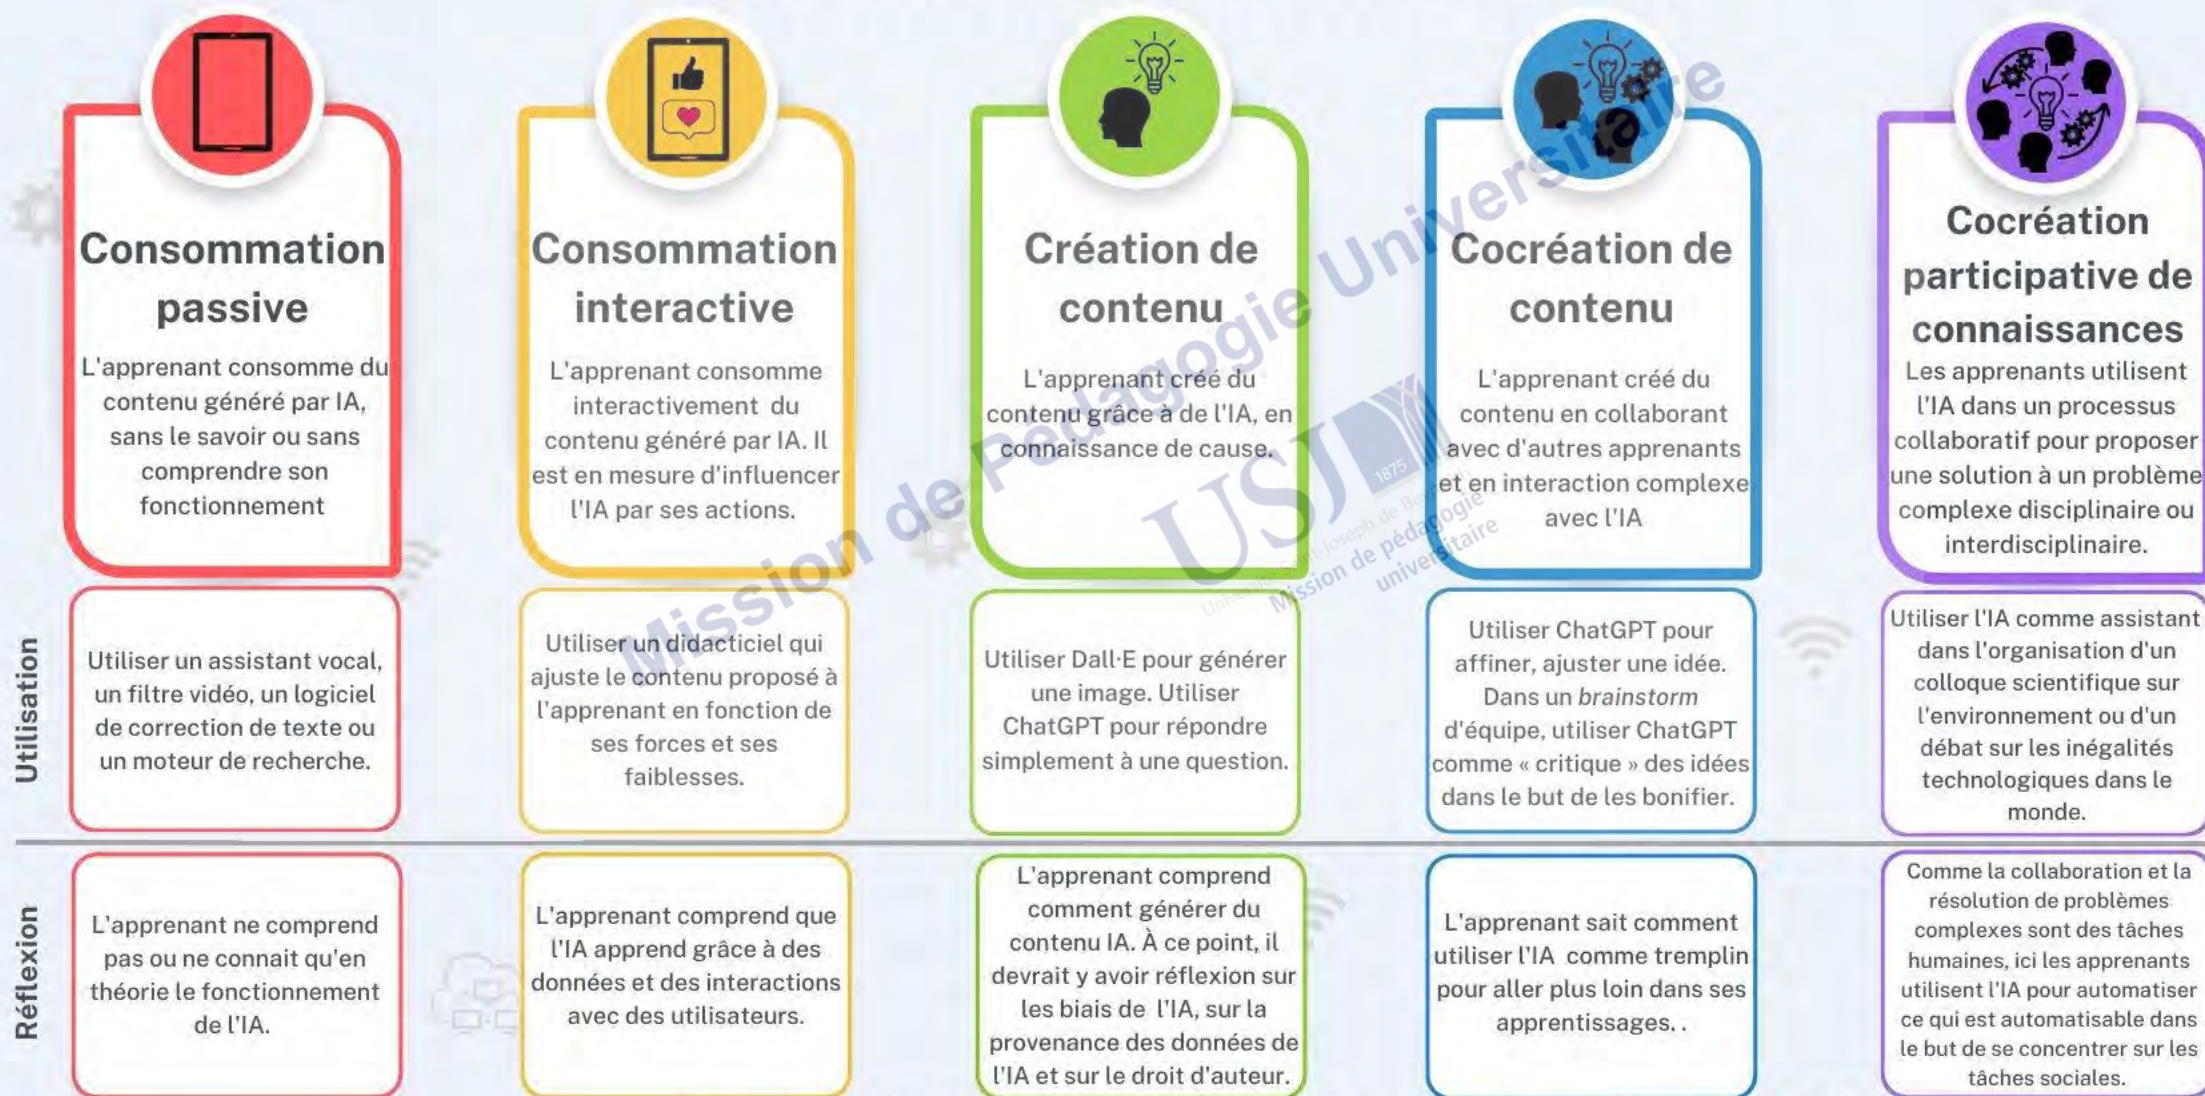 Consommation
passive
L'apprenant consomme du
contenu généré par IA,
sans le savoir ou sans
comprendre son
fonctionnement
Consommation
interactive
L'apprenant consomme
interactivement du
contenu généré par IA. Il
est en mesure d'influencer
l'IA par ses actions.
Création de
contenu
L'apprenant créé du
contenu grâce à de l'IA, en
connaissance de cause.
Cocréation de
contenu
L'apprenant créé du
contenu en collaborant
avec d'autres apprenants
et en interaction complexe
avec l'IA
Cocréation
participative de
connaissances
Les apprenants utilisent
l'IA dans un processus
collaboratif pour proposer
une solution à un problème
complexe disciplinaire ou
interdisciplinaire.
Mission de Pédagogie Universitaire
USJ
1875
Université Saint-Joseph de Beyrouth
Mission de pédagogie
universitaire
Utilisation
Utiliser un assistant vocal,
un filtre vidéo, un logiciel
de correction de texte ou
un moteur de recherche.
Utiliser un didacticiel qui
ajuste le contenu proposé à
l'apprenant en fonction de
ses forces et ses
faiblesses.
Utiliser Dall·E pour générer
une image. Utiliser
ChatGPT pour répondre
simplement à une question.
Utiliser ChatGPT pour
affiner, ajuster une idée.
Dans un brainstorm
d'équipe, utiliser ChatGPT
comme « critique » des idées
dans le but de les bonifier.
Utiliser l'IA comme assistant
dans l'organisation d'un
colloque scientifique sur
l'environnement ou d'un
débat sur les inégalités
technologiques dans le
monde.
Réflexion
L'apprenant ne comprend
pas ou ne connait qu'en
théorie le fonctionnement
de l'IA.
L'apprenant comprend que
l'IA apprend grâce à des
données et des interactions
avec des utilisateurs.
L'apprenant comprend
comment générer du
contenu IA. À ce point, il
devrait y avoir réflexion sur
les biais de l'IA, sur la
provenance des données de
l'IA et sur le droit d'auteur.
L'apprenant sait comment
utiliser l'IA comme tremplin
pour aller plus loin dans ses
apprentissages. .
Comme la collaboration et la
résolution de problèmes
complexes sont des tâches
humaines, ici les apprenants
utilisent l'IA pour automatiser
ce qui est automatisable dans
le but de se concentrer sur les
tâches sociales.